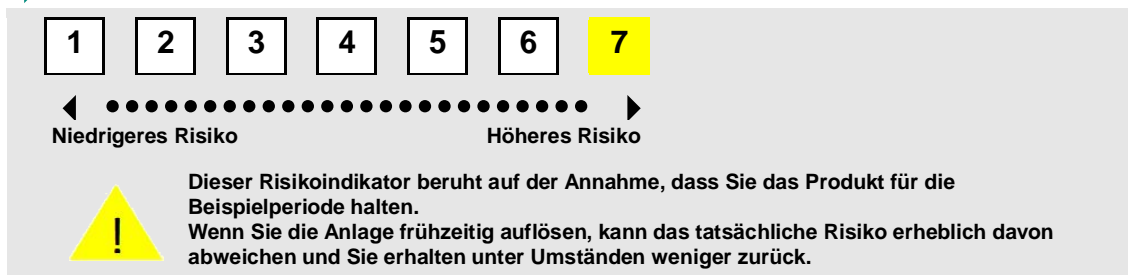 1 2 3 4 5 6 7
Niedrigeres Risiko Höheres Risiko
!
Dieser Risikoindikator beruht auf der Annahme, dass Sie das Produkt für die
Beispielperiode halten.
Wenn Sie die Anlage frühzeitig auflösen, kann das tatsächliche Risiko erheblich davon
abweichen und Sie erhalten unter Umständen weniger zurück.